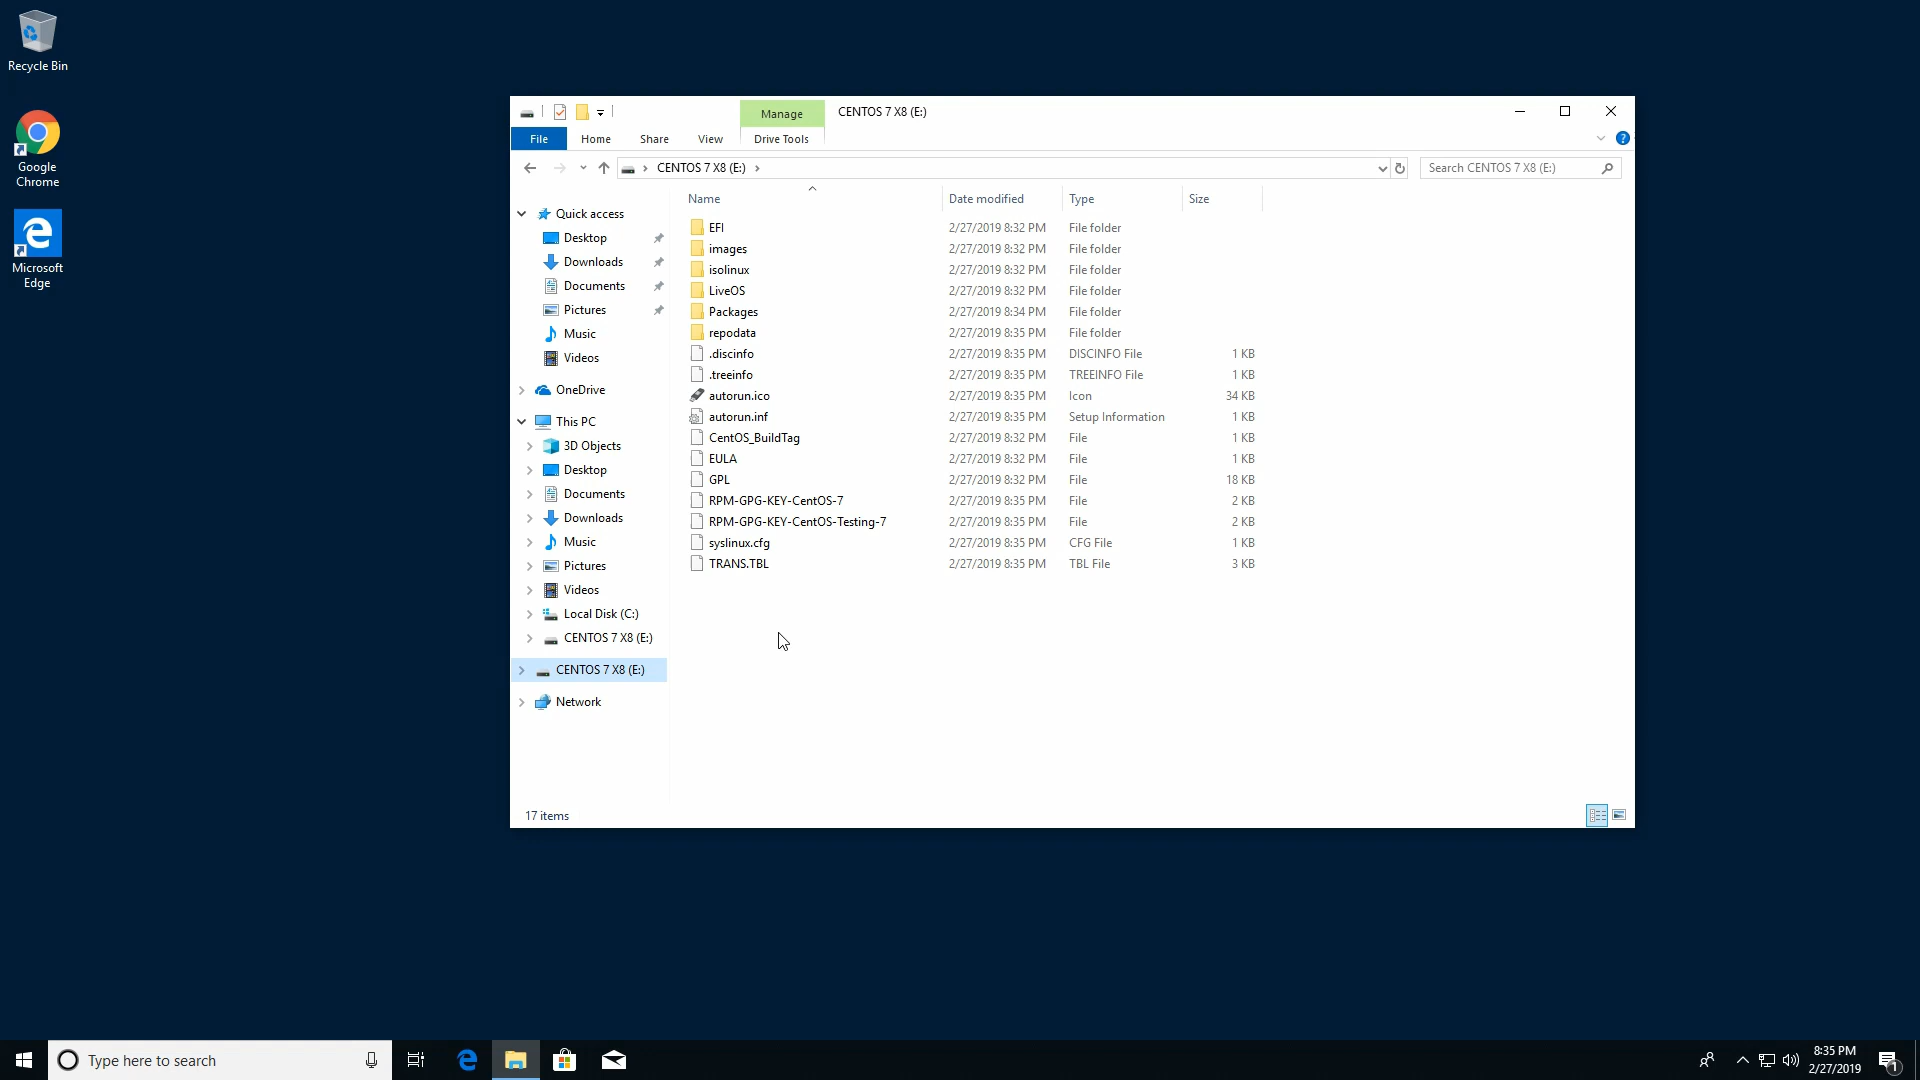 Recycle Bin
Google
Chrome
Microsoft
Edge
Manage
CENTOS 7 X8 (E:)
File
Home
Share
View
Drive Tools
CENTOS 7 X8 (E:)
Search CENTOS 7 X8 (E:)
Quick access
Desktop
Downloads
Documents
Pictures
Music
Videos
OneDrive
This PC
3D Objects
Desktop
Documents
Downloads
Music
Pictures
Videos
Local Disk (C:)
CENTOS 7 X8 (E:)
CENTOS 7 X8 (E:)
Network
Name Date modified Type Size
EFI 2/27/2019 8:32 PM File folder
images 2/27/2019 8:32 PM File folder
isolinux 2/27/2019 8:32 PM File folder
LiveOS 2/27/2019 8:32 PM File folder
Packages 2/27/2019 8:34 PM File folder
repodata 2/27/2019 8:35 PM File folder
.discinfo 2/27/2019 8:35 PM DISCINFO File 1 KB
.treeinfo 2/27/2019 8:35 PM TREEINFO File 1 KB
autorun.ico 2/27/2019 8:35 PM Icon 34 KB
autorun.inf 2/27/2019 8:35 PM Setup Information 1 KB
CentOS_BuildTag 2/27/2019 8:32 PM File 1 KB
EULA 2/27/2019 8:32 PM File 1 KB
GPL 2/27/2019 8:32 PM File 18 KB
RPM-GPG-KEY-CentOS-7 2/27/2019 8:35 PM File 2 KB
RPM-GPG-KEY-CentOS-Testing-7 2/27/2019 8:35 PM File 2 KB
syslinux.cfg 2/27/2019 8:35 PM CFG File 1 KB
TRANS.TBL 2/27/2019 8:35 PM TBL File 3 KB
17 items
Type here to search
8:35 PM
2/27/2019
1